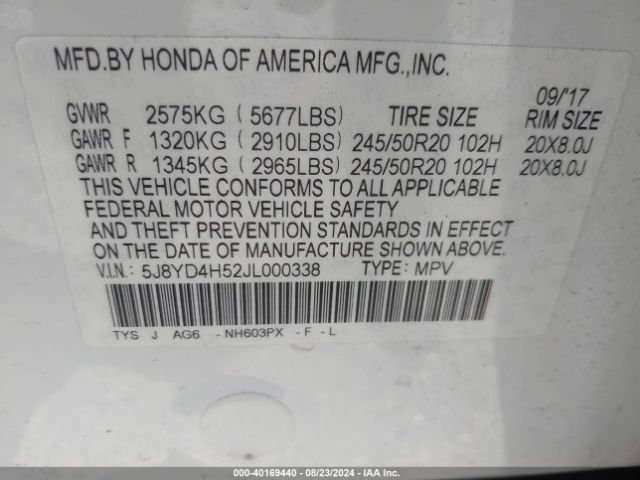 MFD.BY HONDA OF AMERICA MFG.,INC.
09/'17
GVWR 2575KG (5677LBS) TIRE SIZE RIM SIZE
GAWR F 1320KG (2910LBS) 245/50R20 102H 20X8.0J
GAWR R 1345KG (2965LBS) 245/50R20 102H 20X8.0J
THIS VEHICLE CONFORMS TO ALL APPLICABLE
FEDERAL MOTOR VEHICLE SAFETY
AND THEFT PREVENTION STANDARDS IN EFFECT
ON THE DATE OF MANUFACTURE SHOWN ABOVE.
V.I.N.: 5J8YD4H52JL000338 TYPE: MPV
TYS J AG6 -NH603PX -F -L
000-40169440 - 08/23/2024 - IAA Inc.